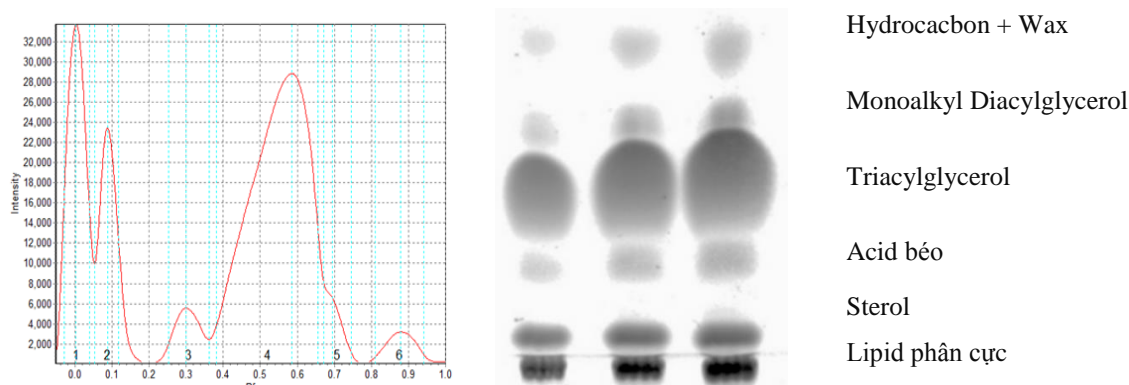 32,000
30,000
28,000
26,000
24,000
22,000
20,000
18,000
16,000
14,000
12,000
10,000
8,000
6,000
4,000
2,000
Intensity
1 2 3 4 5 6
0.0 0.1 0.2 0.3 0.4 0.5 0.6 0.7 0.8 0.9 1.0
Hydrocacbon + Wax
Monoalkyl Diacylglycerol
Triacylglycerol
Acid béo
Sterol
Lipid phân cực